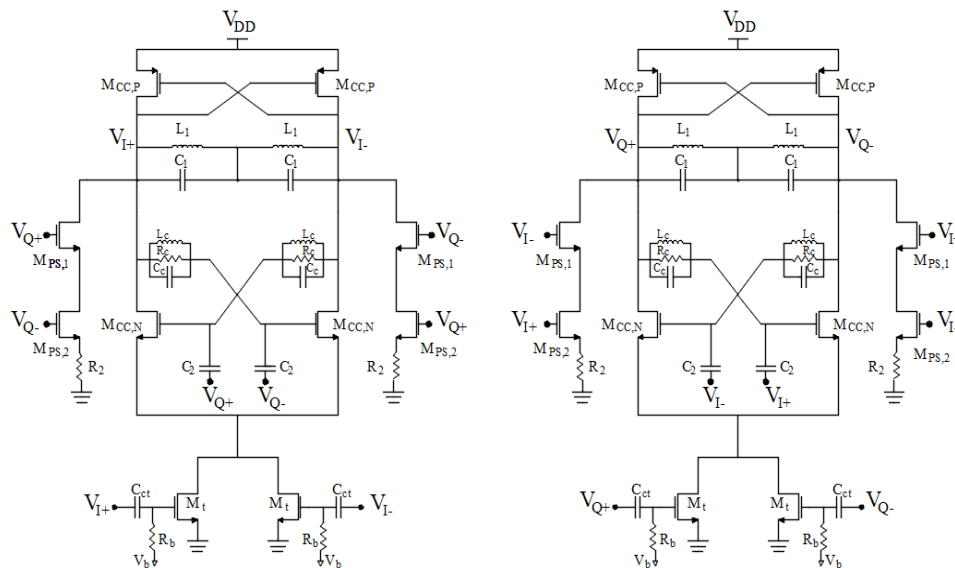 VDD
MCC,P
MCC,P
VI+
L1
L1
VI-
C1
C1
VQ+
MPS,1
VQ-
MPS,1
Lc
Rc
Cc
Lc
Rc
Cc
VQ-
MPS,2
R2
MCC,N
MCC,N
VQ+
MPS,2
R2
C2
C2
VQ+
VQ-
VI+
Cct
Mt
Mt
Cct
VI-
Rb
Rb
Vb
Vb
VDD
MCC,P
MCC,P
VQ+
L1
L1
VQ-
C1
C1
VI-
MPS,1
MPS,1
Lc
Rc
Cc
Lc
Rc
Cc
VI+
MPS,2
R2
MCC,N
MCC,N
MPS,2
R2
C2
C2
VI-
VI+
VQ+
Cct
Mt
Mt
Cct
VQ-
Rb
Rb
Vb
Vb